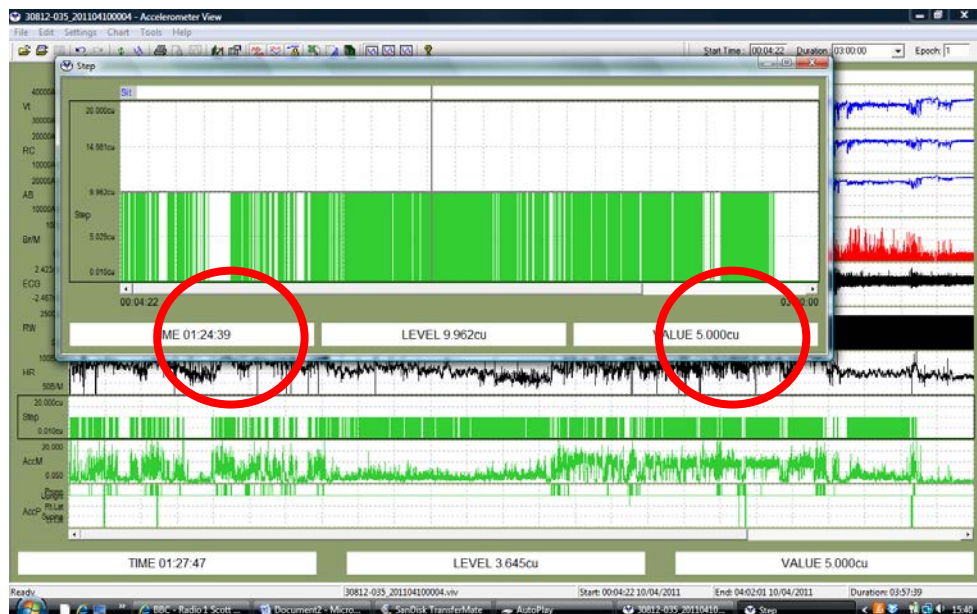 30812-035_201104100004 - Accelerometer View
File Edit Settings Chart Tools Help
Start Time: 00:04:22 Duration: 03:00:00 Epoch: 1
Step
Sit
20.000cu
14.981cu
9.962cu
Step
5.029cu
0.010cu
00:04:22
ME 01:24:39 LEVEL 9.962cu VALUE 5.000cu
Vt
RC
AB
Br/M
ECG
RW
HR
20.000cu
Step
0.010cu
AccM
AccP
TIME 01:27:47 LEVEL 3.645cu VALUE 5.000cu
Ready 30812-035_201104100004.viv Start: 00:04:22 10/04/2011 End: 04:02:01 10/04/2011 Duration: 03:57:39
BBC - Radio 1 Scott ... Document2 - Micro... SanDisk TransferMate AutoPlay 30812-035_20110410... Step 15:40